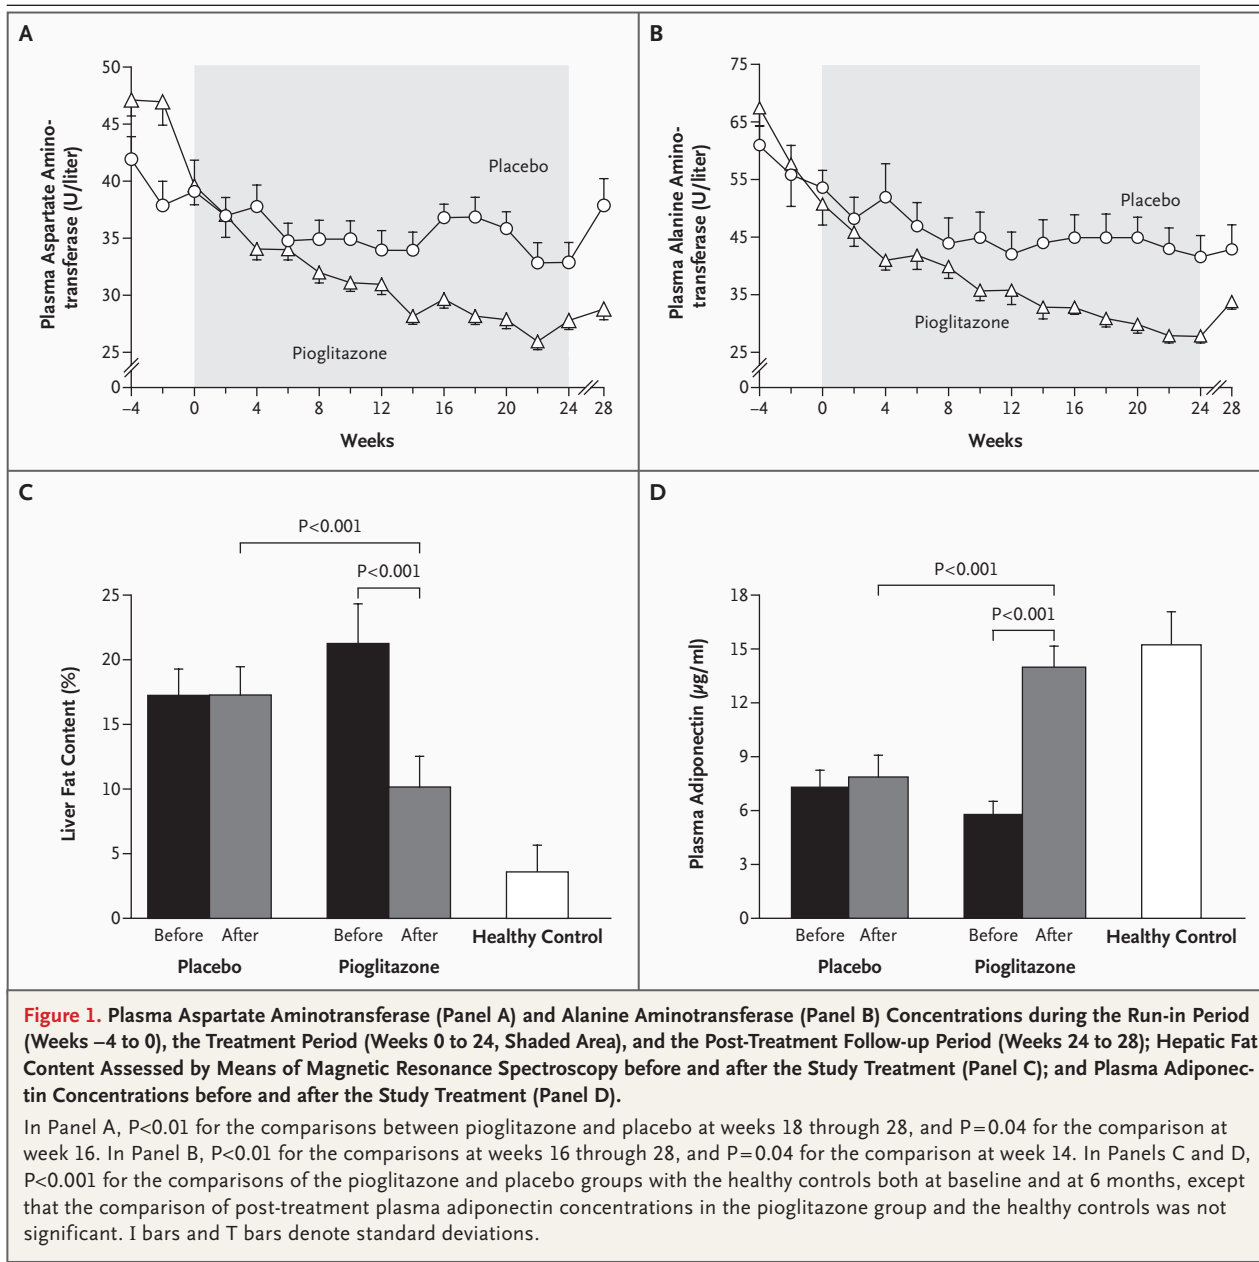 A
50
45
40
35
30
25
0
Plasma Aspartate Amino-
transferase (U/liter)
Placebo
Pioglitazone
−4 0 4 8 12 16 20 24 28
Weeks
B
75
65
55
45
35
25
0
Plasma Alanine Amino-
transferase (U/liter)
Placebo
Pioglitazone
−4 0 4 8 12 16 20 24 28
Weeks
C
P<0.001
P<0.001
25
20
15
10
5
0
Liver Fat Content (%)
Before After Before After Healthy Control
Placebo Pioglitazone
D
P<0.001
P<0.001
18
15
12
9
6
3
0
Plasma Adiponectin (µg/ml)
Before After Before After Healthy Control
Placebo Pioglitazone
Figure 1. Plasma Aspartate Aminotransferase (Panel A) and Alanine Aminotransferase (Panel B) Concentrations during the Run-in Period
(Weeks −4 to 0), the Treatment Period (Weeks 0 to 24, Shaded Area), and the Post-Treatment Follow-up Period (Weeks 24 to 28); Hepatic Fat
Content Assessed by Means of Magnetic Resonance Spectroscopy before and after the Study Treatment (Panel C); and Plasma Adiponec-
tin Concentrations before and after the Study Treatment (Panel D).
In Panel A, P<0.01 for the comparisons between pioglitazone and placebo at weeks 18 through 28, and P=0.04 for the comparison at
week 16. In Panel B, P<0.01 for the comparisons at weeks 16 through 28, and P=0.04 for the comparison at week 14. In Panels C and D,
P<0.001 for the comparisons of the pioglitazone and placebo groups with the healthy controls both at baseline and at 6 months, except
that the comparison of post-treatment plasma adiponectin concentrations in the pioglitazone group and the healthy controls was not
significant. I bars and T bars denote standard deviations.